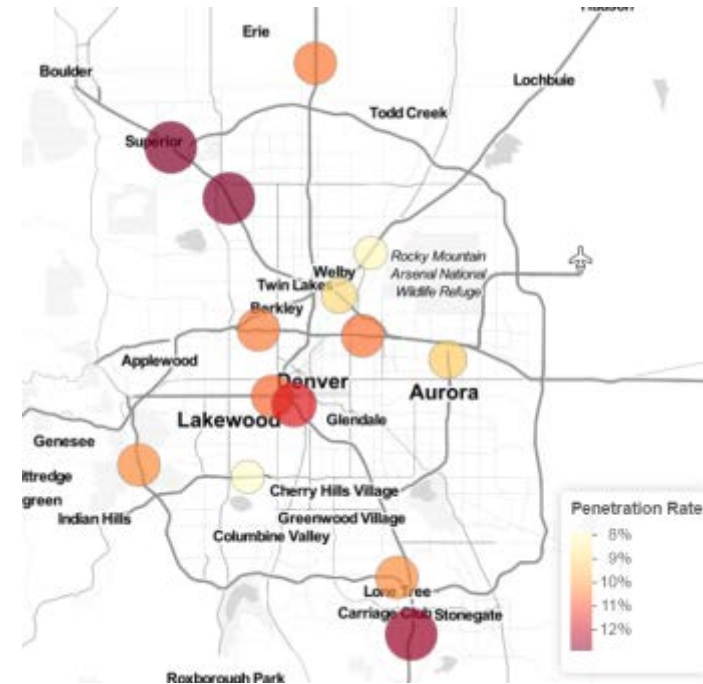 Erie
Boulder
Lochbuie
Todd Creek
Superior
Rocky Mountain
Arsenal National
Wildlife Refuge
Welby
Twin Lakes
Berkley
Applewood
Denver
Aurora
Lakewood
Glendale
Genesee
ittredge
green
Cherry Hills Village
Indian Hills
Greenwood Village
Columbine Valley
Penetration Rate
8%
9%
10%
11%
12%
Lone Tree
Carriage Club Stonegate
Roxborough Park